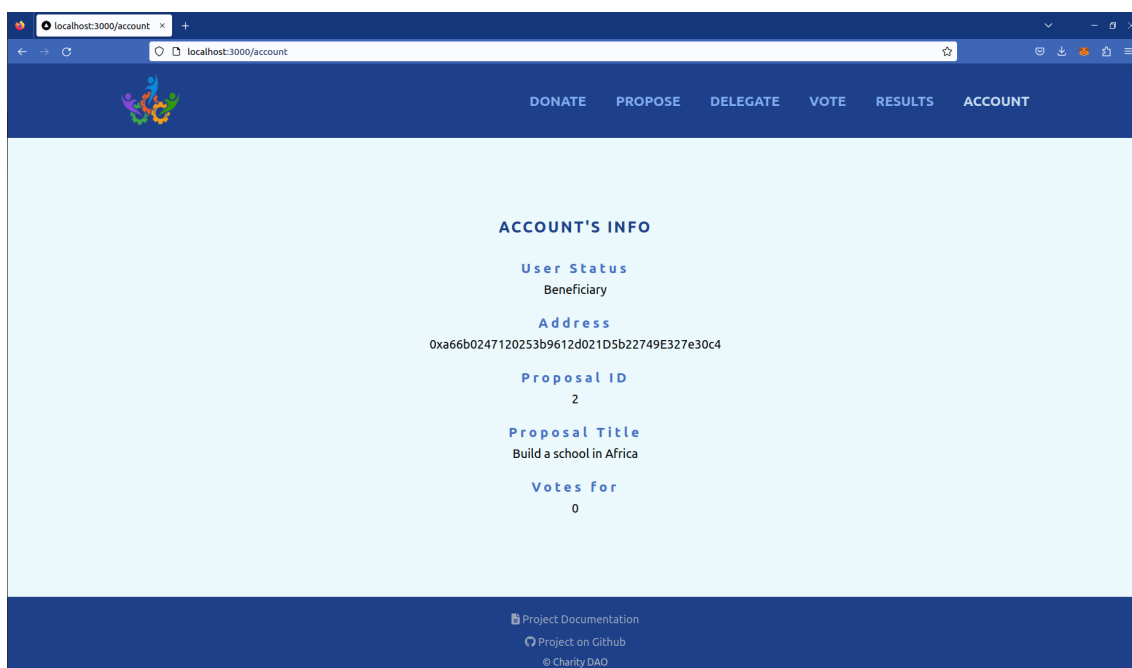 localhost:3000/account
localhost:3000/account
DONATE PROPOSE DELEGATE VOTE RESULTS ACCOUNT
ACCOUNT'S INFO
User Status
Beneficiary
Address
0xa66b0247120253b9612d021D5b22749E327e30c4
Proposal ID
2
Proposal Title
Build a school in Africa
Votes for
0
Project Documentation
Project on Github
© Charity DAO